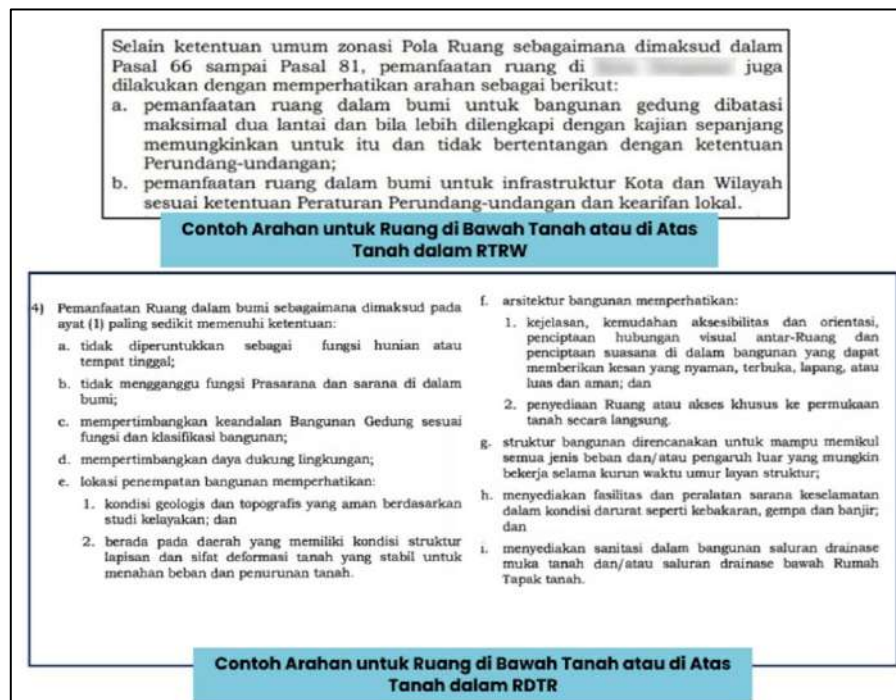 Selain ketentuan umum zonasi Pola Ruang sebagaimana dimaksud dalam
Pasal 66 sampai Pasal 81, pemanfaatan ruang di juga
dilakukan dengan memperhatikan arahan sebagai berikut:
a. pemanfaatan ruang dalam bumi untuk bangunan gedung dibatasi
maksimal dua lantai dan bila lebih dilengkapi dengan kajian sepanjang
memungkinkan untuk itu dan tidak bertentangan dengan ketentuan
Perundang-undangan;
b. pemanfaatan ruang dalam bumi untuk infrastruktur Kota dan Wilayah
sesuai ketentuan Peraturan Perundang-undangan dan kearifan lokal.
Contoh Arahan untuk Ruang di Bawah Tanah atau di Atas
Tanah dalam RTRW
4) Pemanfaatan Ruang dalam bumi sebagaimana dimaksud pada
ayat (1) paling sedikit memenuhi ketentuan:
a. tidak diperuntukkan sebagai fungsi hunian atau
tempat tinggal;
b. tidak mengganggu fungsi Prasarana dan sarana di dalam
bumi;
c. mempertimbangkan keandalan Bangunan Gedung sesuai
fungsi dan klasifikasi bangunan;
d. mempertimbangkan daya dukung lingkungan;
e. lokasi penempatan bangunan memperhatikan:
1. kondisi geologis dan topografis yang aman berdasarkan
studi kelayakan; dan
2. berada pada daerah yang memiliki kondisi struktur
lapisan dan sifat deformasi tanah yang stabil untuk
menahan beban dan penurunan tanah.
f. arsitektur bangunan memperhatikan:
1. kejelasan, kemudahan aksesibilitas dan orientasi,
penciptaan hubungan visual antar-Ruang dan
penciptaan suasana di dalam bangunan yang dapat
memberikan kesan yang nyaman, terbuka, lapang, atau
luas dan aman; dan
2. penyediaan Ruang atau akses khusus ke permukaan
tanah secara langsung.
g. struktur bangunan direncanakan untuk mampu memikul
semua jenis beban dan/atau pengaruh luar yang mungkin
bekerja selama kurun waktu umur layan struktur;
h. menyediakan fasilitas dan peralatan sarana keselamatan
dalam kondisi darurat seperti kebakaran, gempa dan banjir;
dan
i. menyediakan sanitasi dalam bangunan saluran drainase
muka tanah dan/atau saluran drainase bawah Rumah
Tapak tanah.
Contoh Arahan untuk Ruang di Bawah Tanah atau di Atas
Tanah dalam RDTR